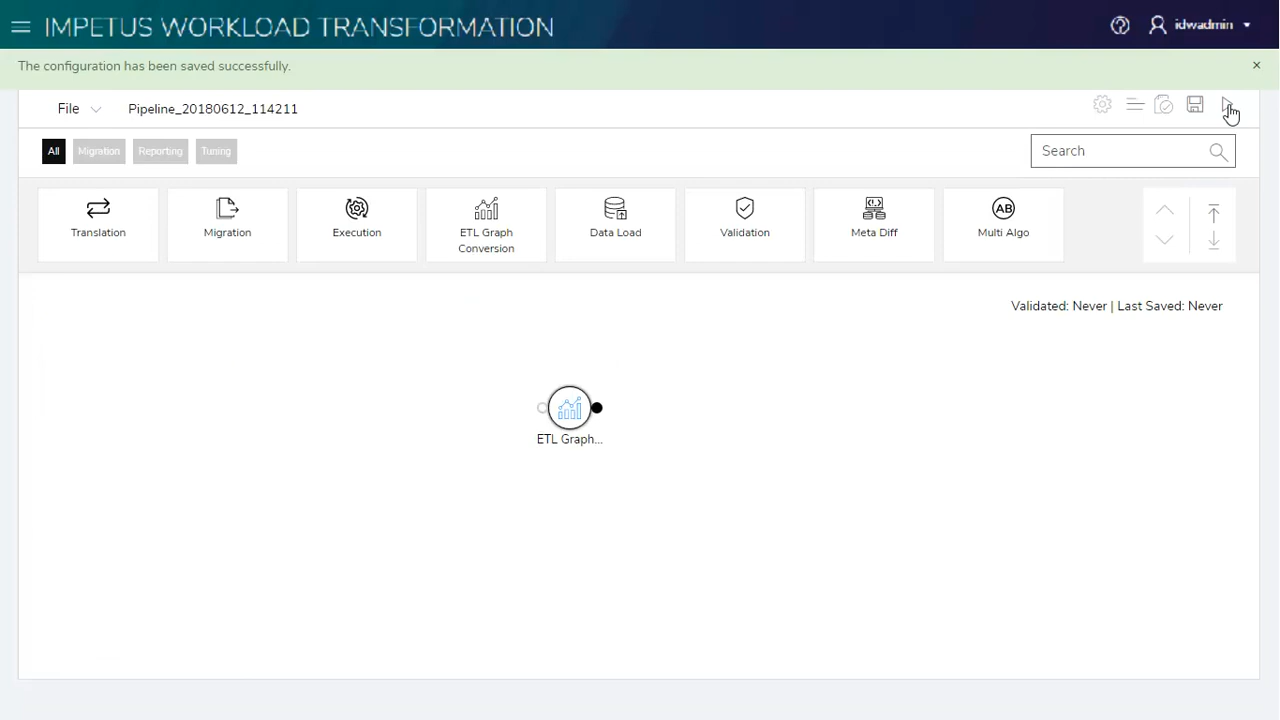 IMPETUS WORKLOAD TRANSFORMATION
idwadmin
The configuration has been saved successfully.
File
Pipeline_20180612_114211
All
Migration
Reporting
Tuning
Search
Translation
Migration
Execution
ETL Graph
Conversion
Data Load
Validation
Meta Diff
AB
Multi Algo
Validated: Never | Last Saved: Never
ETL Graph...